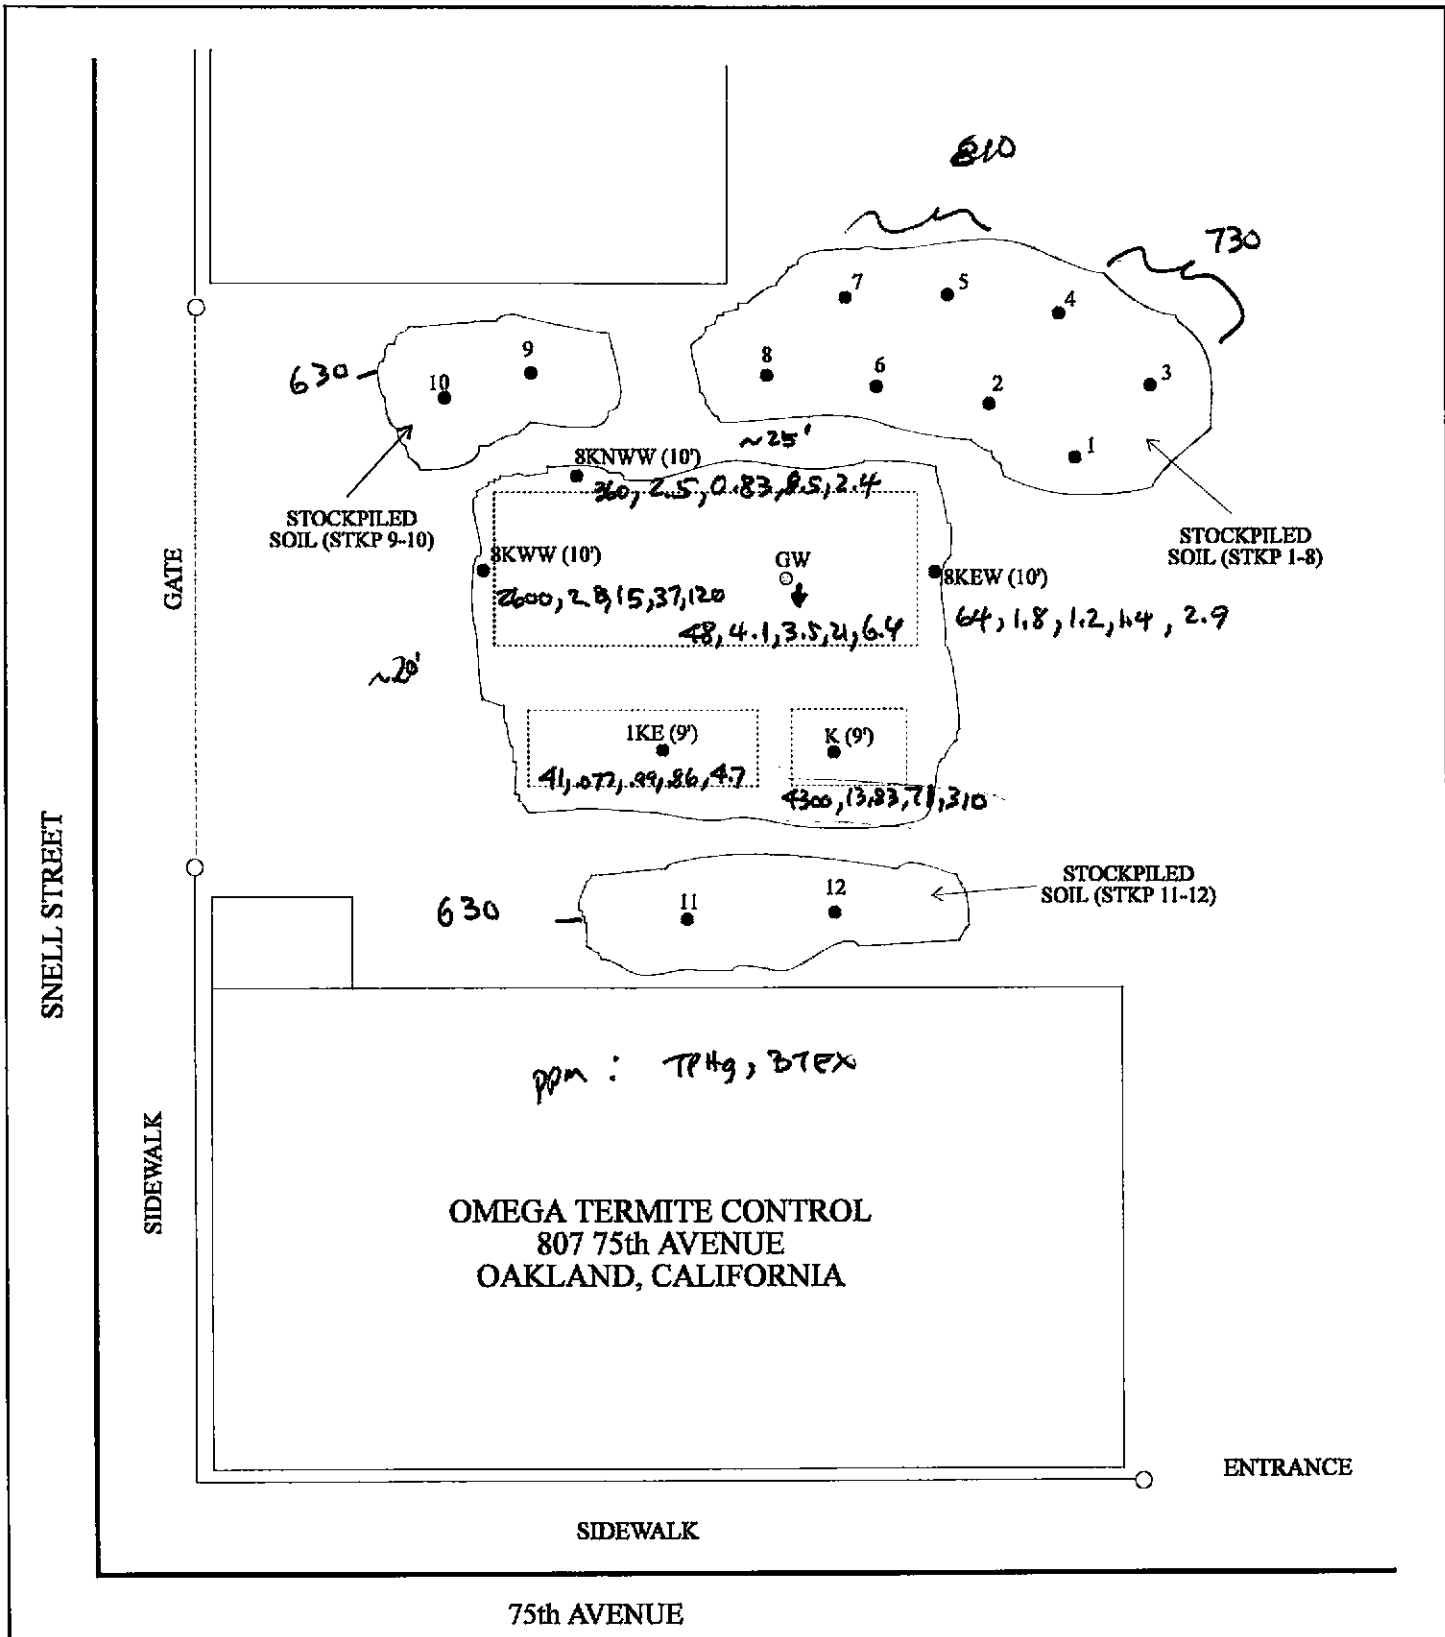 810
730
7
5
4
630
9
10
8
6
2
3
1
~25'
8KNWW (10')
360, 2.5, 0.83, 8.5, 2.4
STOCKPILED
SOIL (STKP 9-10)
STOCKPILED
SOIL (STKP 1-8)
GATE
8KWW (10')
2600, 2.8, 15, 37, 120
GW
48, 4.1, 3.5, 21, 6.4
8KEW (10')
64, 1.8, 1.2, 1.4, 2.9
~20'
1KE (9')
41, .077, .99, .86, 4.7
K (9')
4300, 13, 83, 71, 310
SNELL STREET
630
11
12
STOCKPILED
SOIL (STKP 11-12)
ppm : TPHg, BTEX
SIDEWALK
OMEGA TERMITE CONTROL
807 75th AVENUE
OAKLAND, CALIFORNIA
ENTRANCE
SIDEWALK
75th AVENUE